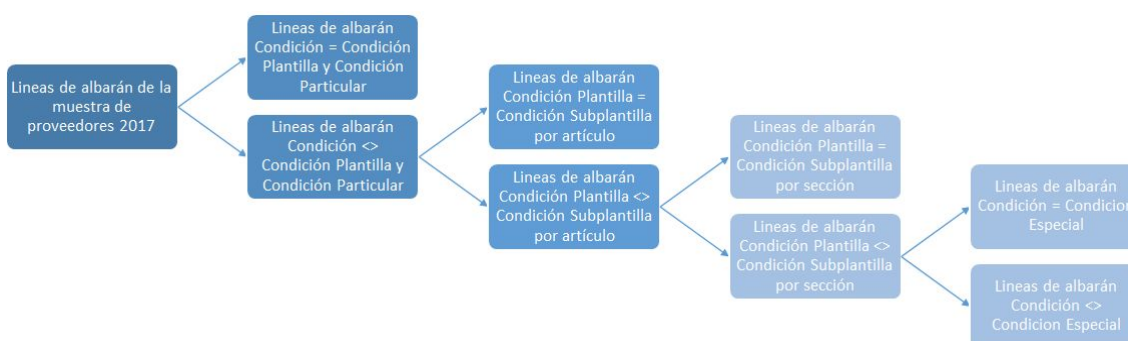 Lineas de albarán de la
muestra de
proveedores 2017
Lineas de albarán
Condición = Condición
Plantilla y Condición
Particular
Lineas de albarán
Condición <>
Condición Plantilla y
Condición Particular
Lineas de albarán
Condición Plantilla =
Condición Subplantilla
por artículo
Lineas de albarán
Condición Plantilla <>
Condición Subplantilla
por artículo
Lineas de albarán
Condición Plantilla =
Condición Subplantilla
por sección
Lineas de albarán
Condición Plantilla <>
Condición Subplantilla
por sección
Lineas de albarán
Condición = Condicion
Especial
Lineas de albarán
Condición <>
Condicion Especial